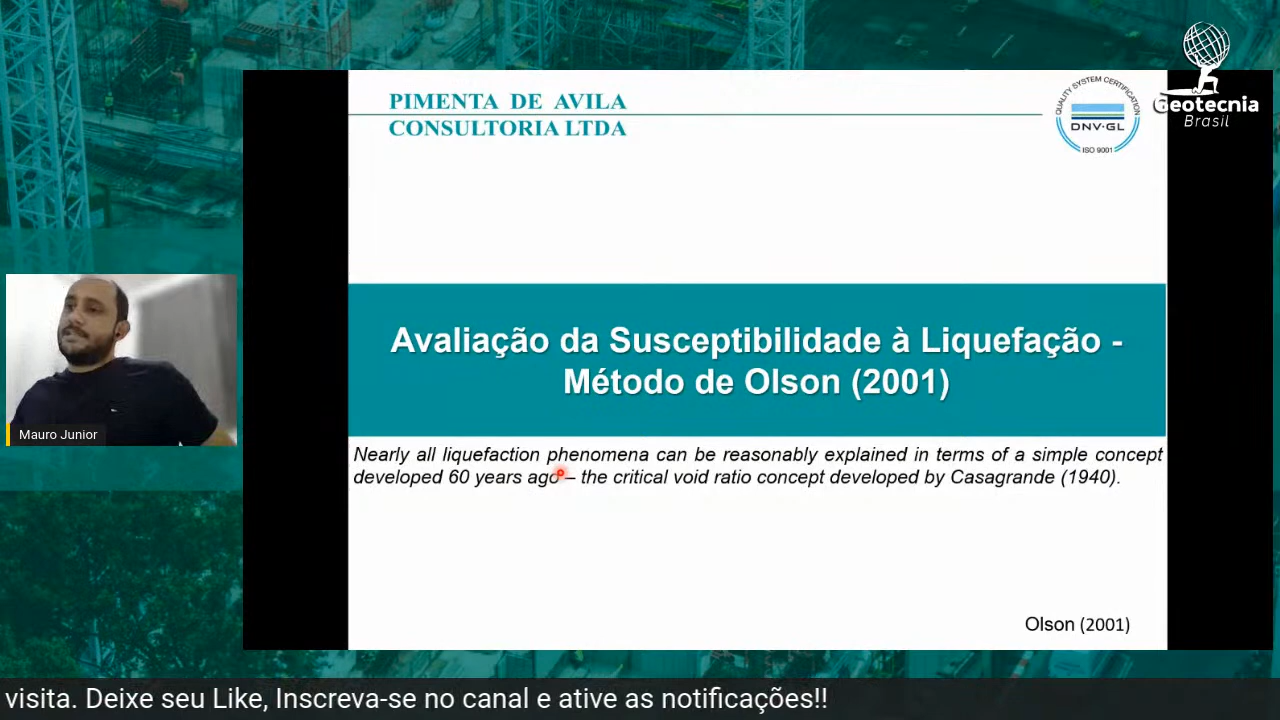 PIMENTA DE AVILA
CONSULTORIA LTDA
QUALITY SYSTEM CERTIFICATION
DNV·GL
ISO 9001
Geotecnia
Brasil
Avaliação da Susceptibilidade à Liquefação -
Método de Olson (2001)
Nearly all liquefaction phenomena can be reasonably explained in terms of a simple concept
developed 60 years ago – the critical void ratio concept developed by Casagrande (1940).
Mauro Junior
Olson (2001)
visita. Deixe seu Like, Inscreva-se no canal e ative as notificações!!